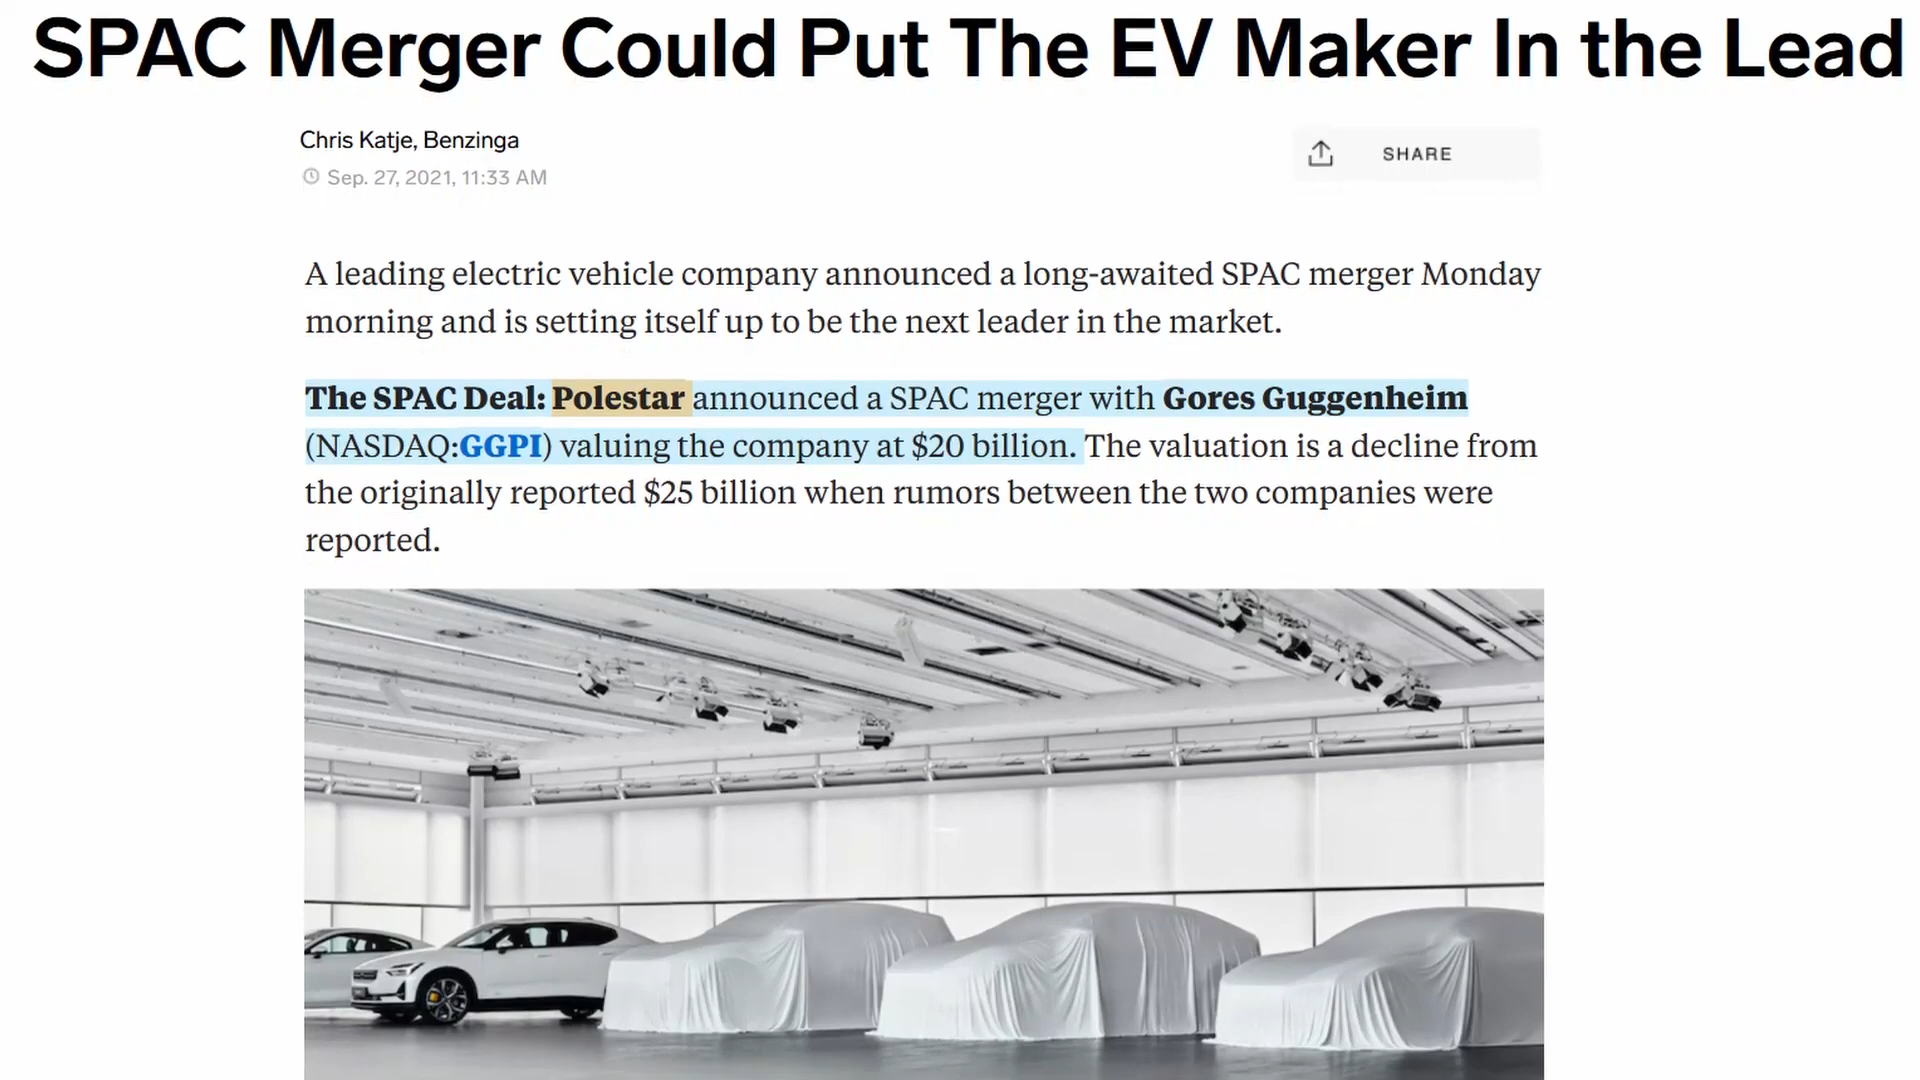 SPAC Merger Could Put The EV Maker In the Lead
Chris Katje, Benzinga
Sep. 27, 2021, 11:33 AM
SHARE
A leading electric vehicle company announced a long-awaited SPAC merger Monday
morning and is setting itself up to be the next leader in the market.
The SPAC Deal: Polestar announced a SPAC merger with Gores Guggenheim
(NASDAQ:GGPI) valuing the company at $20 billion. The valuation is a decline from
the originally reported $25 billion when rumors between the two companies were
reported.